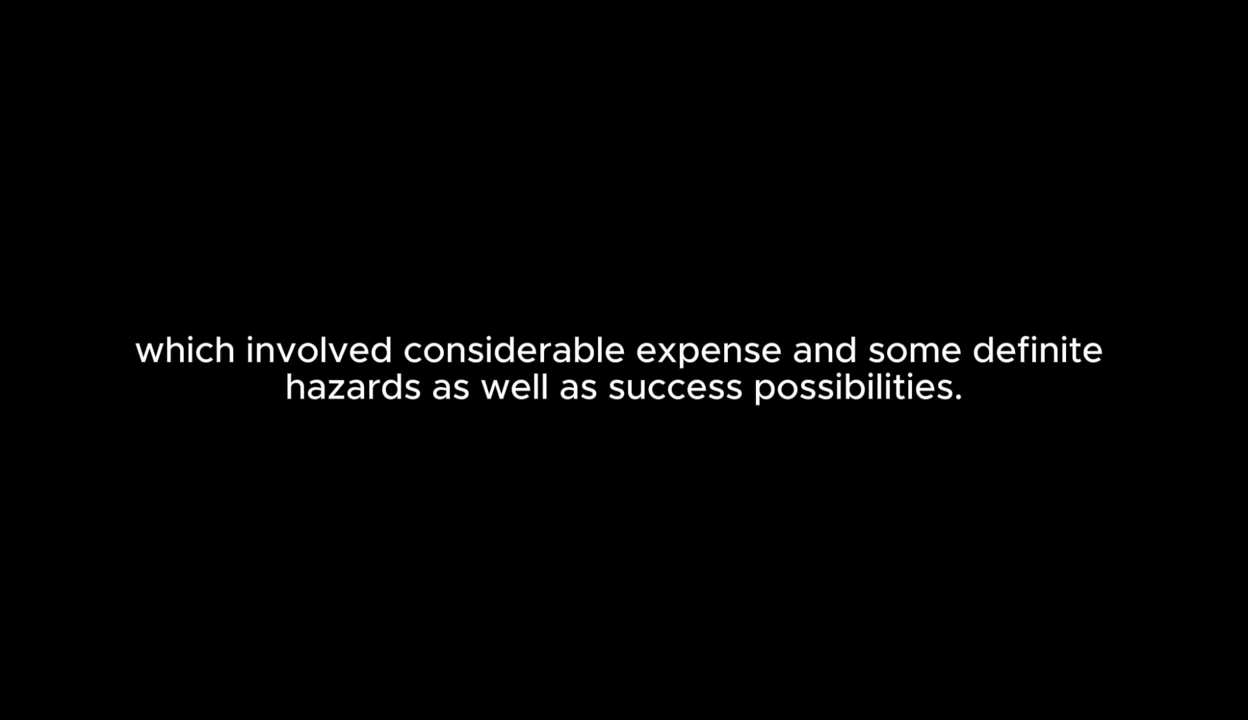 which involved considerable expense and some definite
hazards as well as success possibilities.